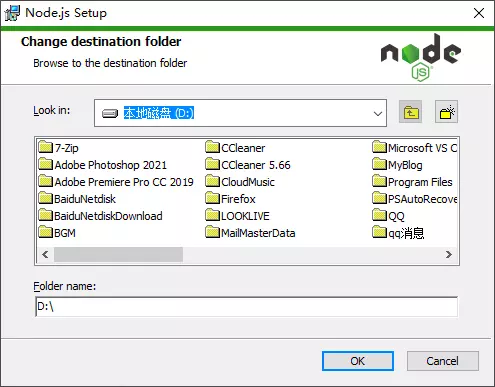 Node.js Setup
Change destination folder
Browse to the destination folder
node
JS
Look in:
本地磁盘 (D:)
7-Zip
Adobe Photoshop 2021
Adobe Premiere Pro CC 2019
BaiduNetdisk
BaiduNetdiskDownload
BGM
CCleaner
CCleaner 5.66
CloudMusic
Firefox
LOOKLIVE
MailMasterData
Microsoft VS C
MyBlog
Program Files
PSAutoRecove
QQ
qq消息
Folder name:
D:\
OK
Cancel